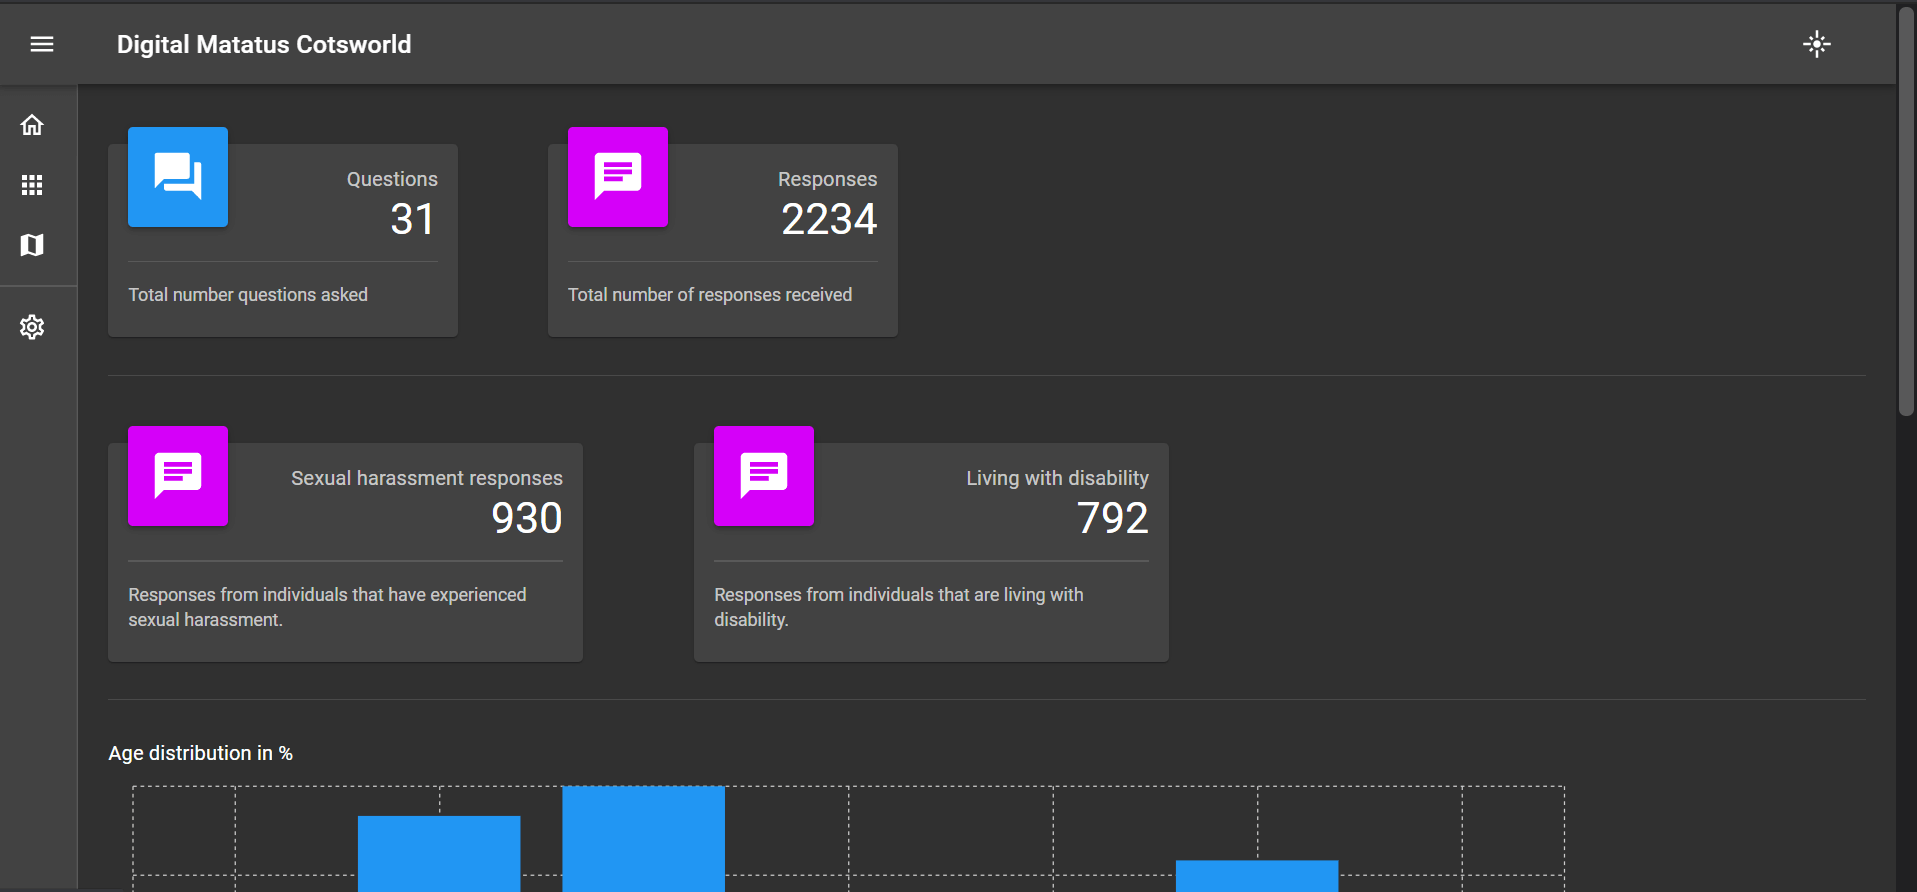 Digital Matatus Cotsworld
Questions
31
Total number questions asked
Responses
2234
Total number of responses received
Sexual harassment responses
930
Responses from individuals that have experienced
sexual harassment.
Living with disability
792
Responses from individuals that are living with
disability.
Age distribution in %